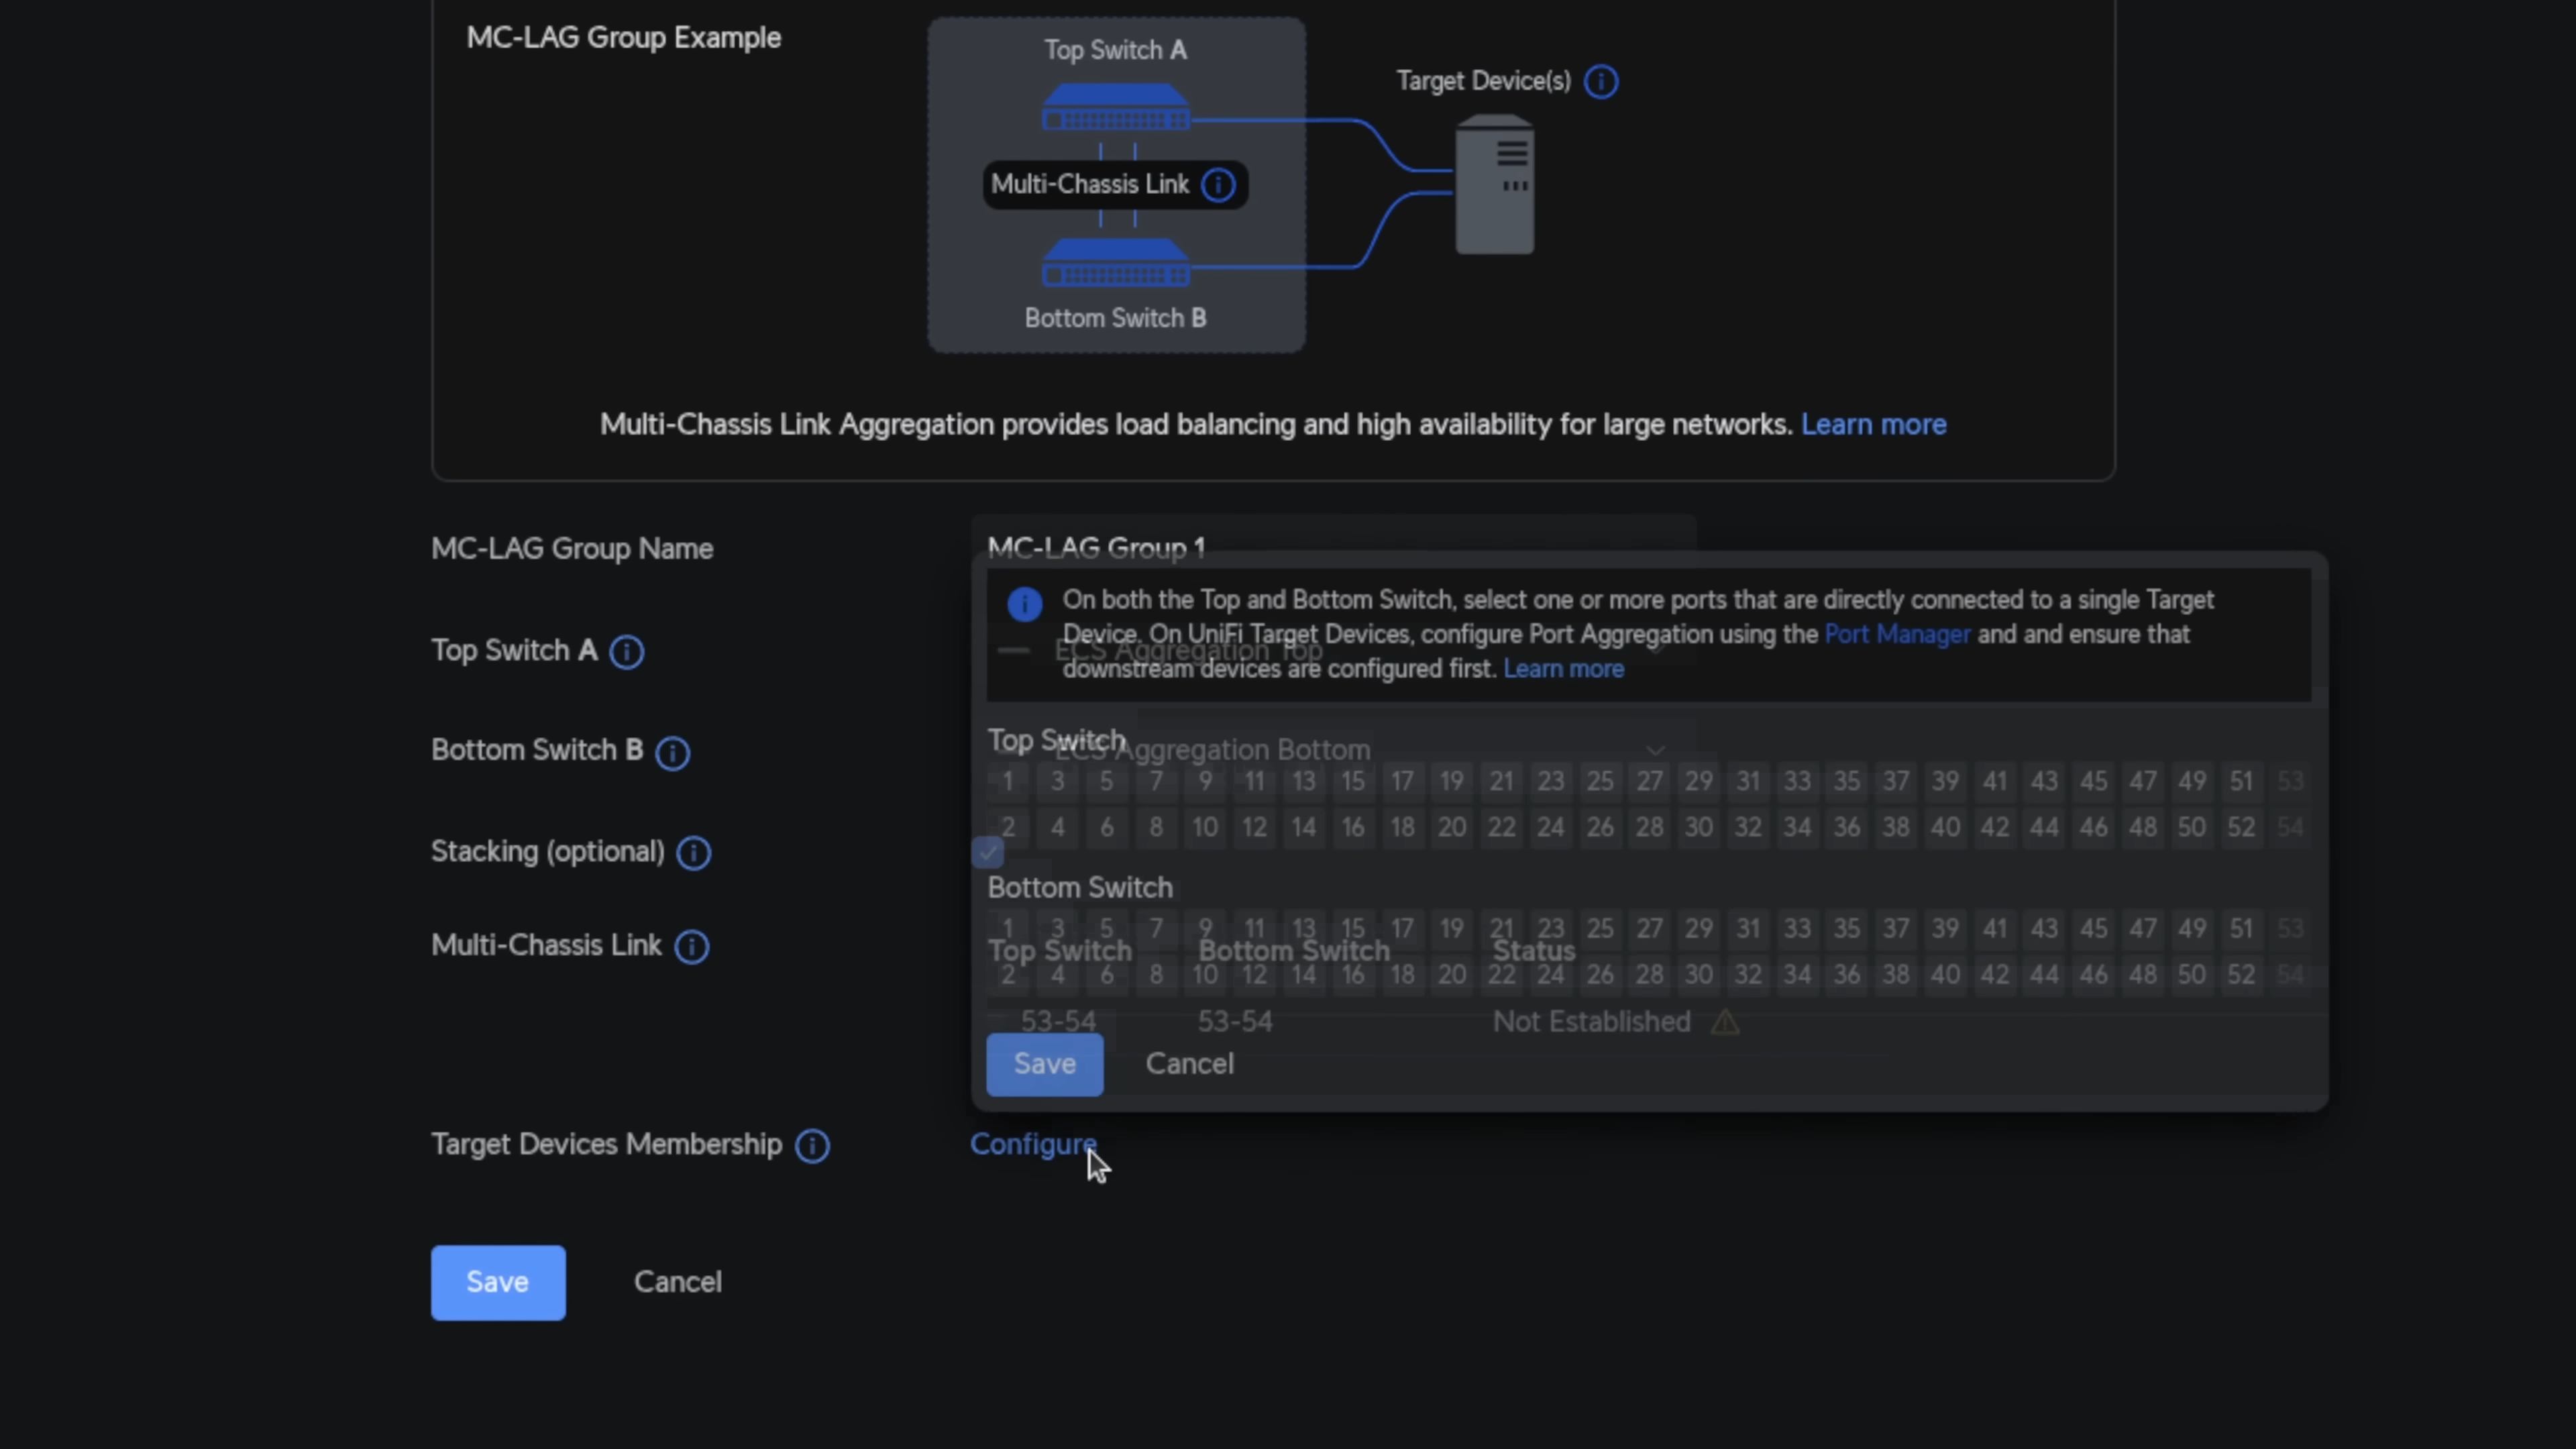 MC-LAG Group Example
Top Switch A
Target Device(s)
Multi-Chassis Link
Bottom Switch B
Multi-Chassis Link Aggregation provides load balancing and high availability for large networks. Learn more
MC-LAG Group Name
MC-LAG Group 1
On both the Top and Bottom Switch, select one or more ports that are directly connected to a single Target
Device. On UniFi Target Devices, configure Port Aggregation using the Port Manager and and ensure that
downstream devices are configured first. Learn more
Top Switch A
ECS Aggregation Top
Bottom Switch B
ECS Aggregation Bottom
Top Switch
1 3 5 7 9 11 13 15 17 19 21 23 25 27 29 31 33 35 37 39 41 43 45 47 49 51 53
2 4 6 8 10 12 14 16 18 20 22 24 26 28 30 32 34 36 38 40 42 44 46 48 50 52 54
Stacking (optional)
Bottom Switch
1 3 5 7 9 11 13 15 17 19 21 23 25 27 29 31 33 35 37 39 41 43 45 47 49 51 53
Multi-Chassis Link
Top Switch Bottom Switch Status
2 4 6 8 10 12 14 16 18 20 22 24 26 28 30 32 34 36 38 40 42 44 46 48 50 52 54
53-54 53-54 Not Established
Save Cancel
Target Devices Membership
Configure
Save Cancel